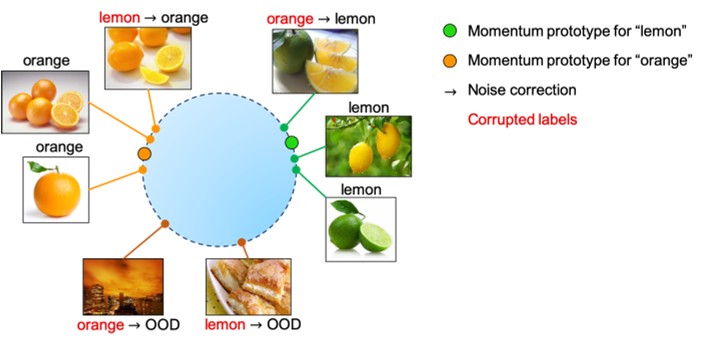 lemon → orange
orange → lemon
orange
lemon
orange
lemon
orange → OOD
lemon → OOD
Momentum prototype for “lemon”
Momentum prototype for “orange”
→ Noise correction
Corrupted labels